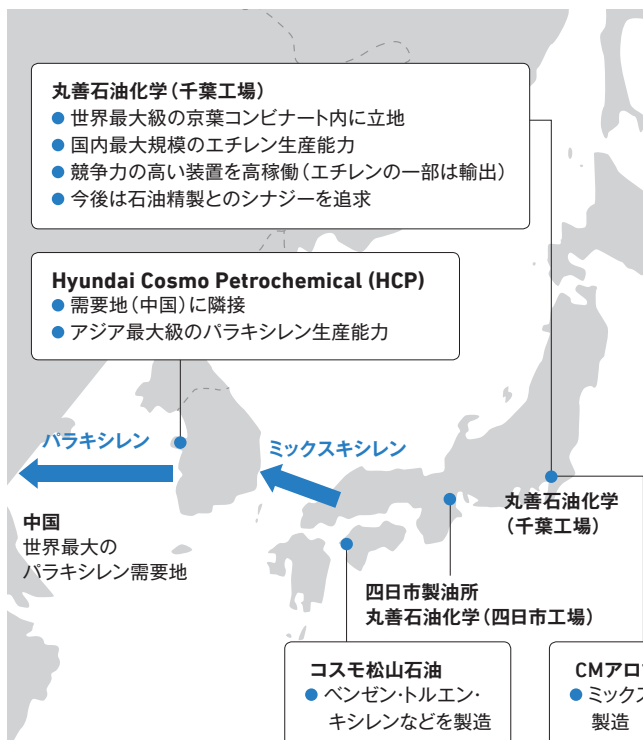 丸善石油化学（千葉工場）
● 世界最大級の京葉コンビナート内に立地
● 国内最大規模のエチレン生産能力
● 競争力の高い装置を高稼働（エチレンの一部は輸出）
● 今後は石油精製とのシナジーを追求
Hyundai Cosmo Petrochemical (HCP)
● 需要地（中国）に隣接
● アジア最大級のパラキシレン生産能力
パラキシレン
ミックスキシレン
中国
世界最大の
パラキシレン需要地
丸善石油化学
（千葉工場）
四日市製油所
丸善石油化学（四日市工場）
コスモ松山石油
● ベンゼン・トルエン・
キシレンなどを製造
CMアロ
● ミックス
製造